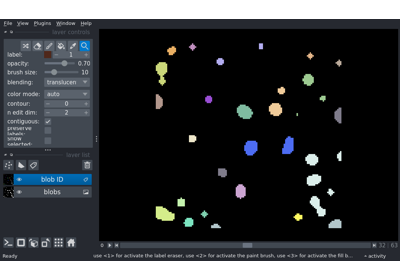 File View Plugins Window Help
layer controls
label: 1
opacity: 0.70
brush size: 10
blending: translucen
color mode: auto
contour: 0
n edit dim: 2
contiguous: ✓
preserve
labels:
show
selected:
layer list
blob ID
blobs
32 63
Ready
use <1> for activate the label eraser, use <2> for activate the paint brush, use <3> for activate the fill b...
activity